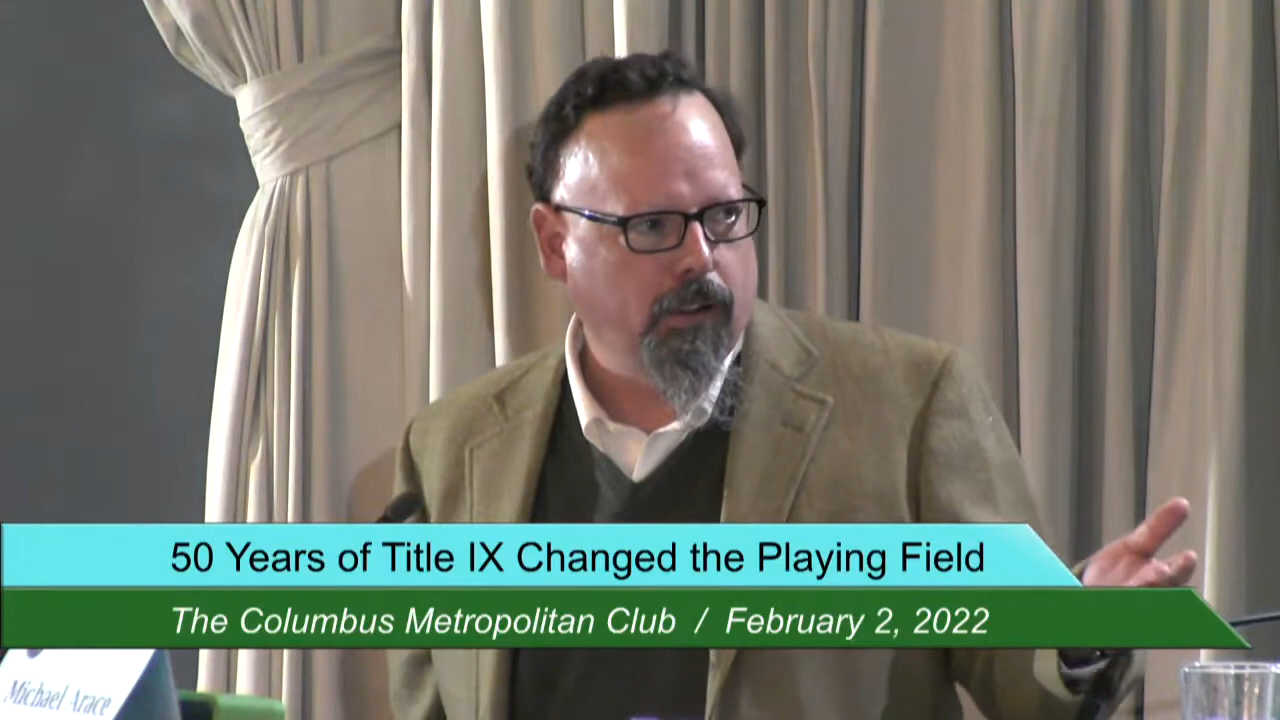 50 Years of Title IX Changed the Playing Field
The Columbus Metropolitan Club / February 2, 2022
Michael Arace